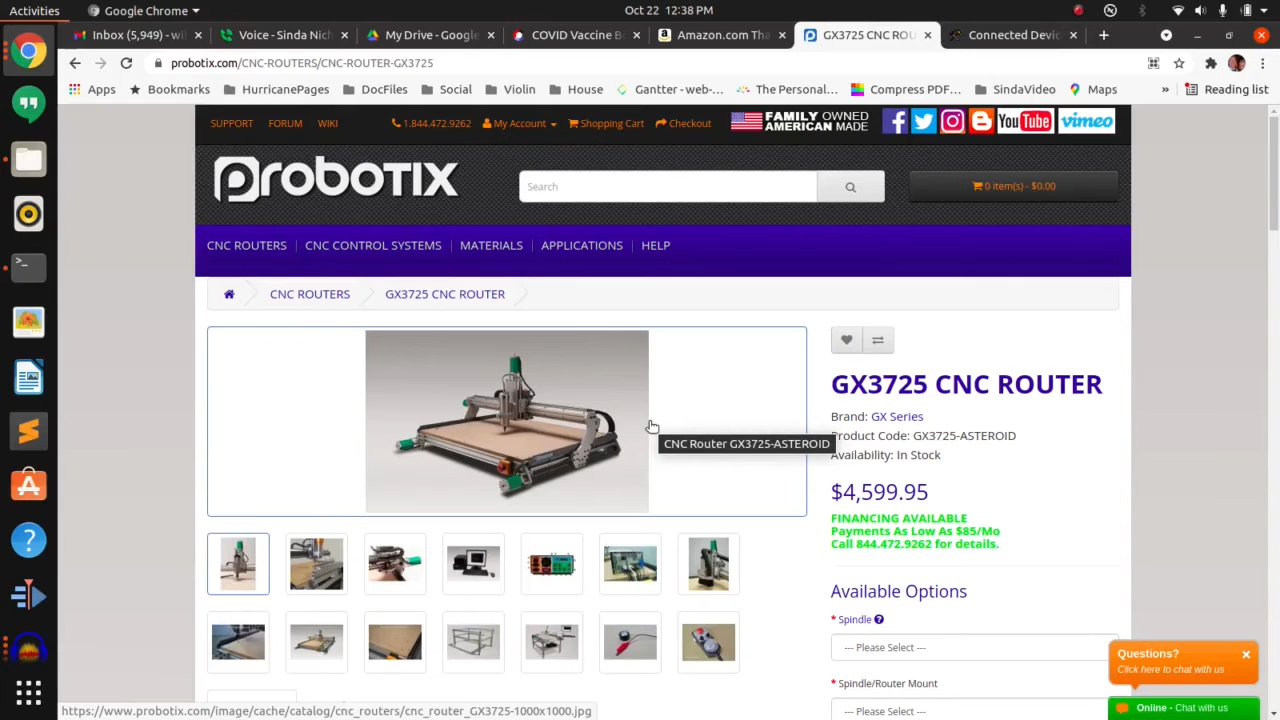 Activities
Google Chrome
Oct 22 12:38 PM
Inbox (5,949) - wil
Voice - Sinda Nich
My Drive - Google
COVID Vaccine B
Amazon.com Tha
GX3725 CNC ROU
Connected Devic
probotix.com/CNC-ROUTERS/CNC-ROUTER-GX3725
Apps
Bookmarks
HurricanePages
DocFiles
Social
Violin
House
Gantter - web-...
The Personal...
Compress PDF...
SindaVideo
Maps
»
Reading list
SUPPORT
FORUM
WIKI
1.844.472.9262
My Account
Shopping Cart
Checkout
FAMILY OWNED
AMERICAN MADE
You Tube
vimeo
PROBOTIX
Search
0 item(s) - $0.00
CNC ROUTERS
CNC CONTROL SYSTEMS
MATERIALS
APPLICATIONS
HELP
CNC ROUTERS
GX3725 CNC ROUTER
CNC Router GX3725-ASTEROID
GX3725 CNC ROUTER
Brand: GX Series
Product Code: GX3725-ASTEROID
Availability: In Stock
$4,599.95
FINANCING AVAILABLE
Payments As Low As $85/Mo
Call 844.472.9262 for details.
Available Options
* Spindle
--- Please Select ---
* Spindle/Router Mount
--- Please Select ---
Questions?
Click here to chat with us
Online - Chat with us
https://www.probotix.com/image/cache/catalog/cnc_routers/cnc_router_GX3725-1000x1000.jpg